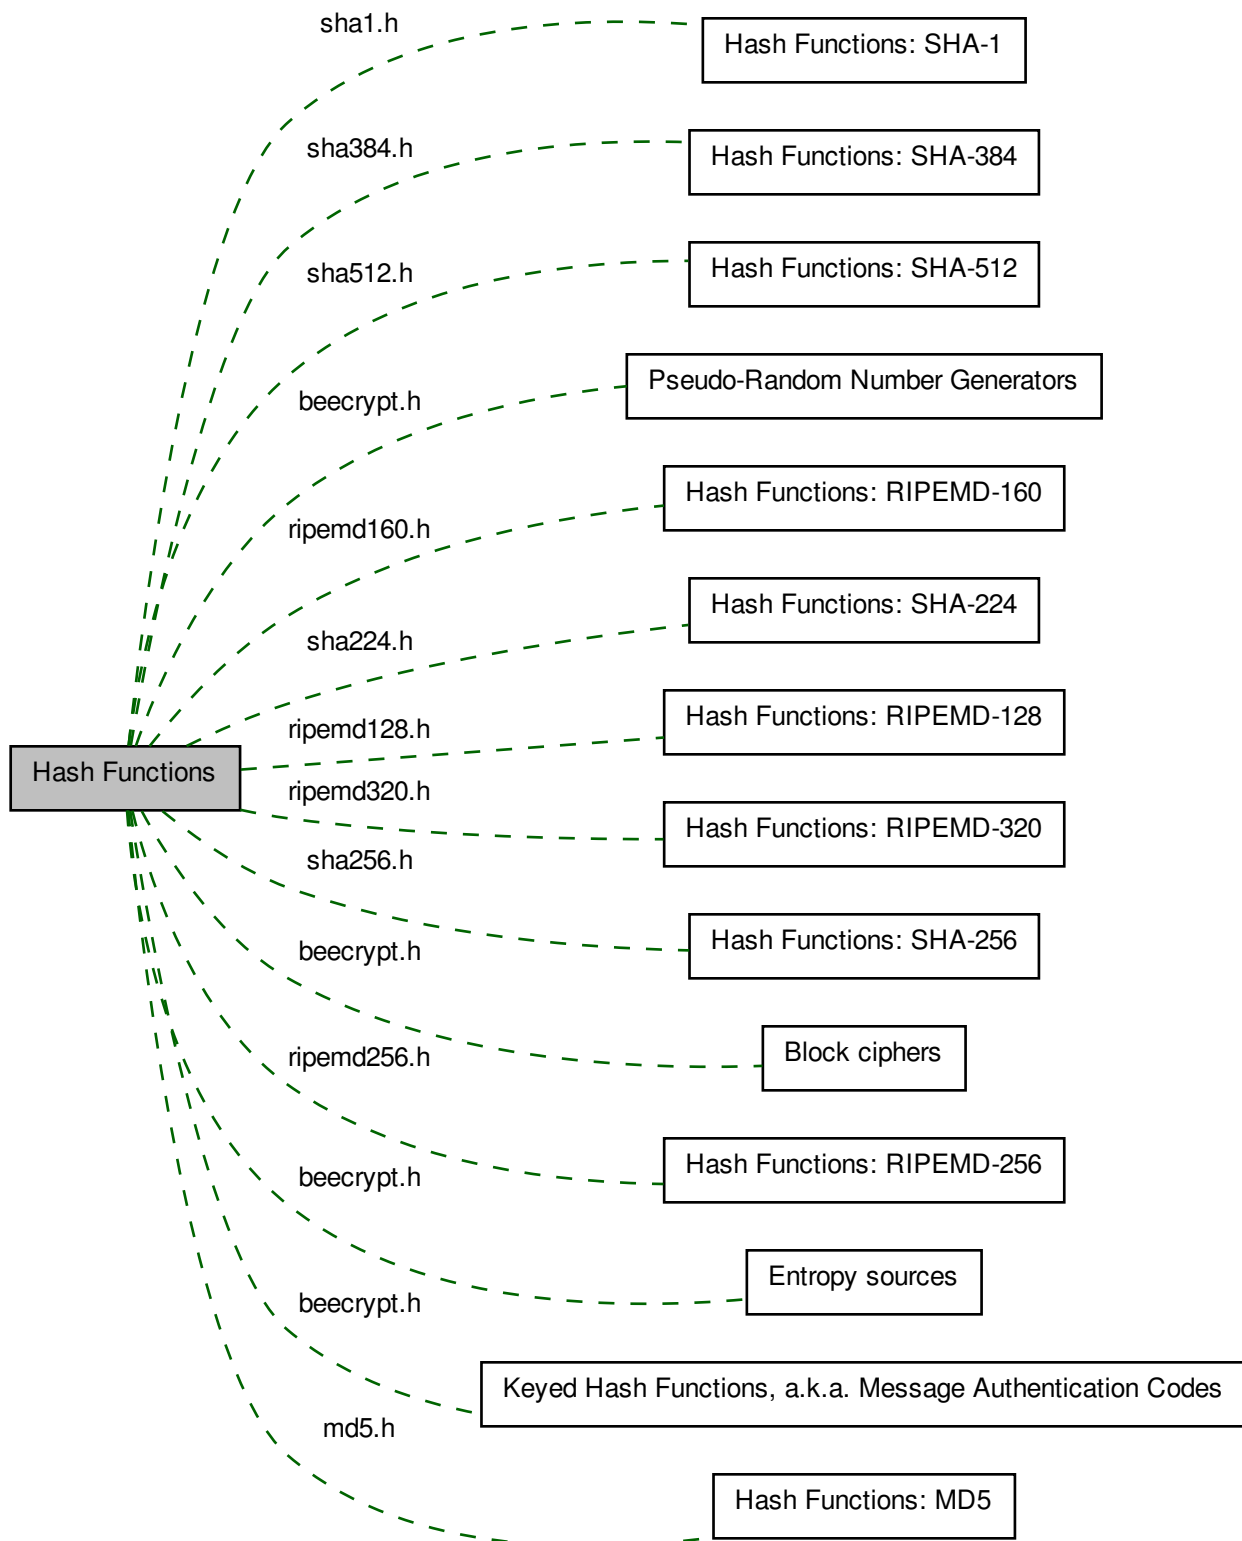 sha1.h
Hash Functions: SHA-1
sha384.h
Hash Functions: SHA-384
sha512.h
Hash Functions: SHA-512
beecrypt.h
Pseudo-Random Number Generators
ripemd160.h
Hash Functions: RIPEMD-160
sha224.h
Hash Functions: SHA-224
ripemd128.h
Hash Functions: RIPEMD-128
Hash Functions
ripemd320.h
Hash Functions: RIPEMD-320
sha256.h
Hash Functions: SHA-256
beecrypt.h
Block ciphers
ripemd256.h
Hash Functions: RIPEMD-256
beecrypt.h
Entropy sources
beecrypt.h
Keyed Hash Functions, a.k.a. Message Authentication Codes
md5.h
Hash Functions: MD5